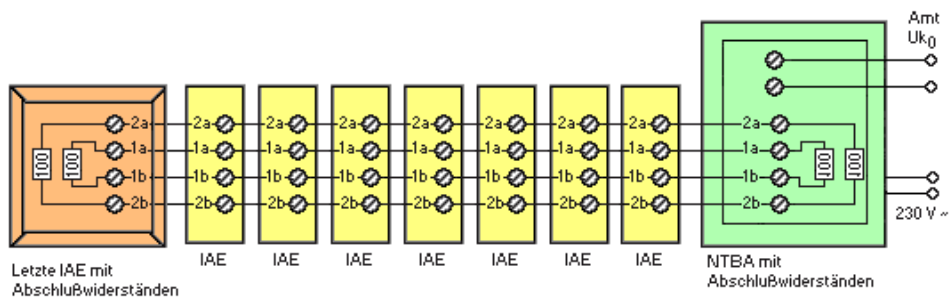 Amt
Uk0
2a 2a 2a 2a 2a 2a 2a 2a 2a
1a 1a 1a 1a 1a 1a 1a 1a 1a
100 100 100 100
1b 1b 1b 1b 1b 1b 1b 1b 1b
2b 2b 2b 2b 2b 2b 2b 2b 2b
230 V ~
IAE IAE IAE IAE IAE IAE IAE
Letzte IAE mit
Abschlußwiderständen
NTBA mit
Abschlußwiderständen